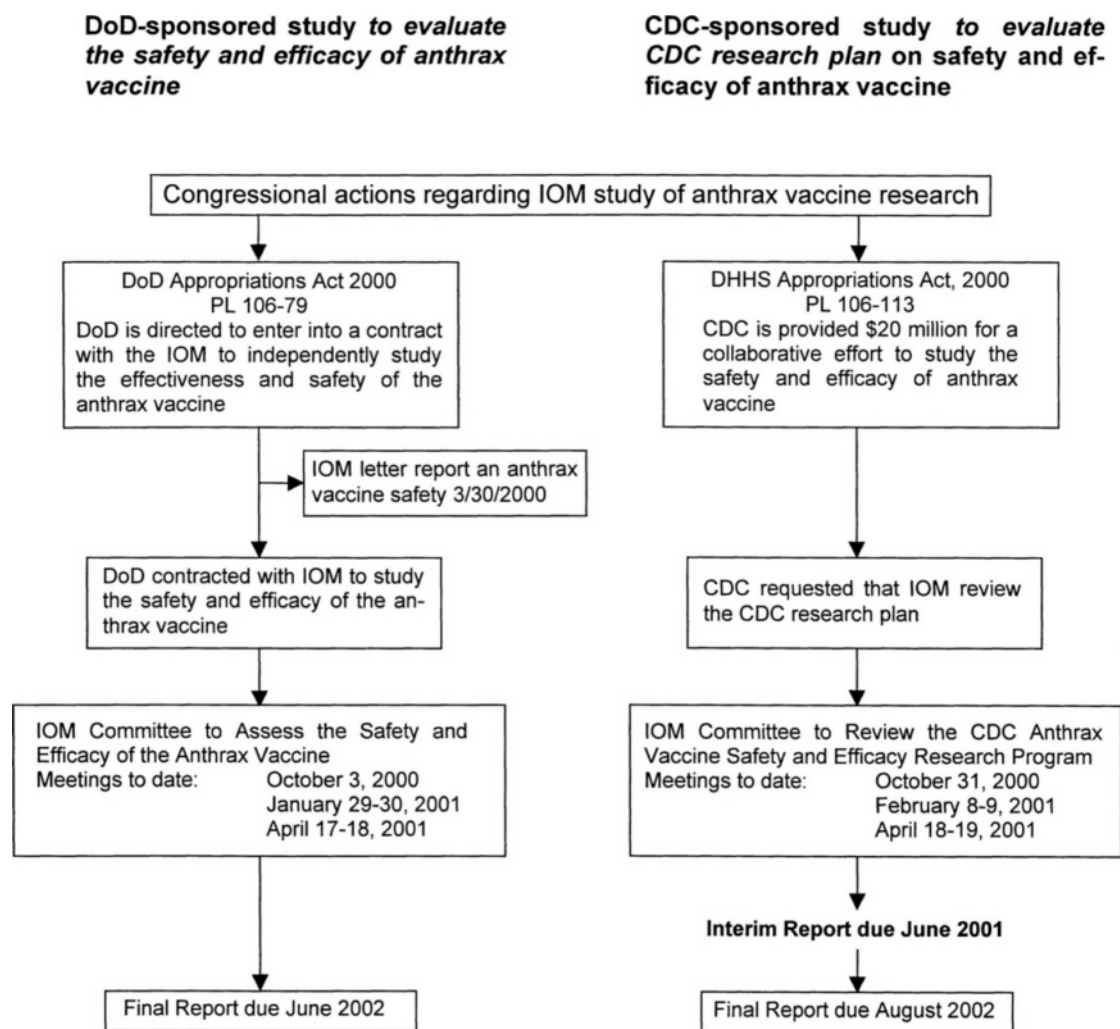 DoD-sponsored study to evaluate
the safety and efficacy of anthrax
vaccine
CDC-sponsored study to evaluate
CDC research plan on safety and ef-
ficacy of anthrax vaccine
Congressional actions regarding IOM study of anthrax vaccine research
DoD Appropriations Act 2000
PL 106-79
DoD is directed to enter into a contract
with the IOM to independently study
the effectiveness and safety of the
anthrax vaccine
DHHS Appropriations Act, 2000
PL 106-113
CDC is provided $20 million for a
collaborative effort to study the
safety and efficacy of anthrax
vaccine
IOM letter report an anthrax
vaccine safety 3/30/2000
DoD contracted with IOM to study
the safety and efficacy of the an-
thrax vaccine
CDC requested that IOM review
the CDC research plan
IOM Committee to Assess the Safety and
Efficacy of the Anthrax Vaccine
Meetings to date: October 3, 2000
January 29-30, 2001
April 17-18, 2001
IOM Committee to Review the CDC Anthrax
Vaccine Safety and Efficacy Research Program
Meetings to date: October 31, 2000
February 8-9, 2001
April 18-19, 2001
Interim Report due June 2001
Final Report due June 2002
Final Report due August 2002